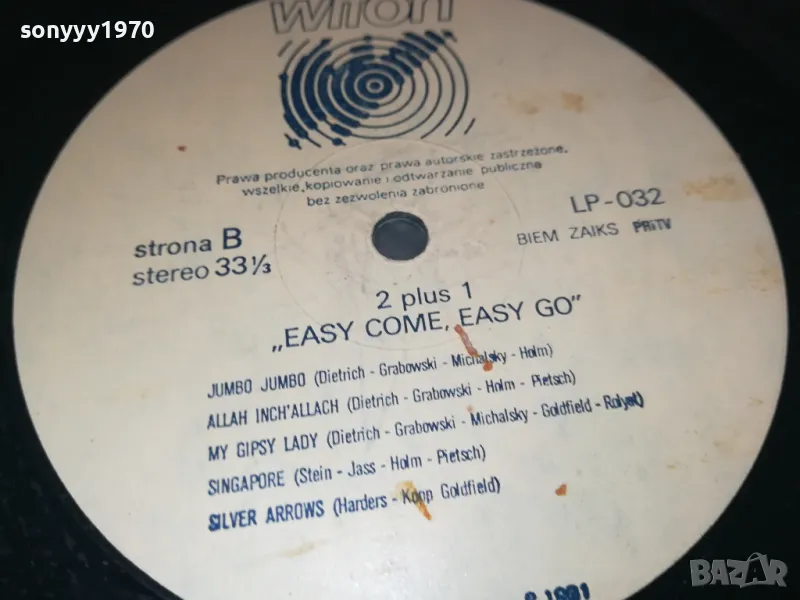 sonyyy1970
wifon
Prawa producenta oraz prawa autorskie zastrzeżone.
wszelkie kopiowanie i odtwarzanie publiczne
bez zezwolenia zabronione
strona B
stereo 33⅓
LP-032
BIEM ZAIKS PRiTV
2 plus 1
„EASY COME, EASY GO”
JUMBO JUMBO (Dietrich - Grabowski - Michalsky - Holm)
ALLAH INCH'ALLACH (Dietrich - Grabowski - Holm - Pietsch)
MY GIPSY LADY (Dietrich - Grabowski - Michalsky - Goldfield -
SINGAPORE (Stein - Jass - Holm - Pietsch)
SILVER ARROWS (Harders - Kopp Goldfield)
P 1981
BAZAR